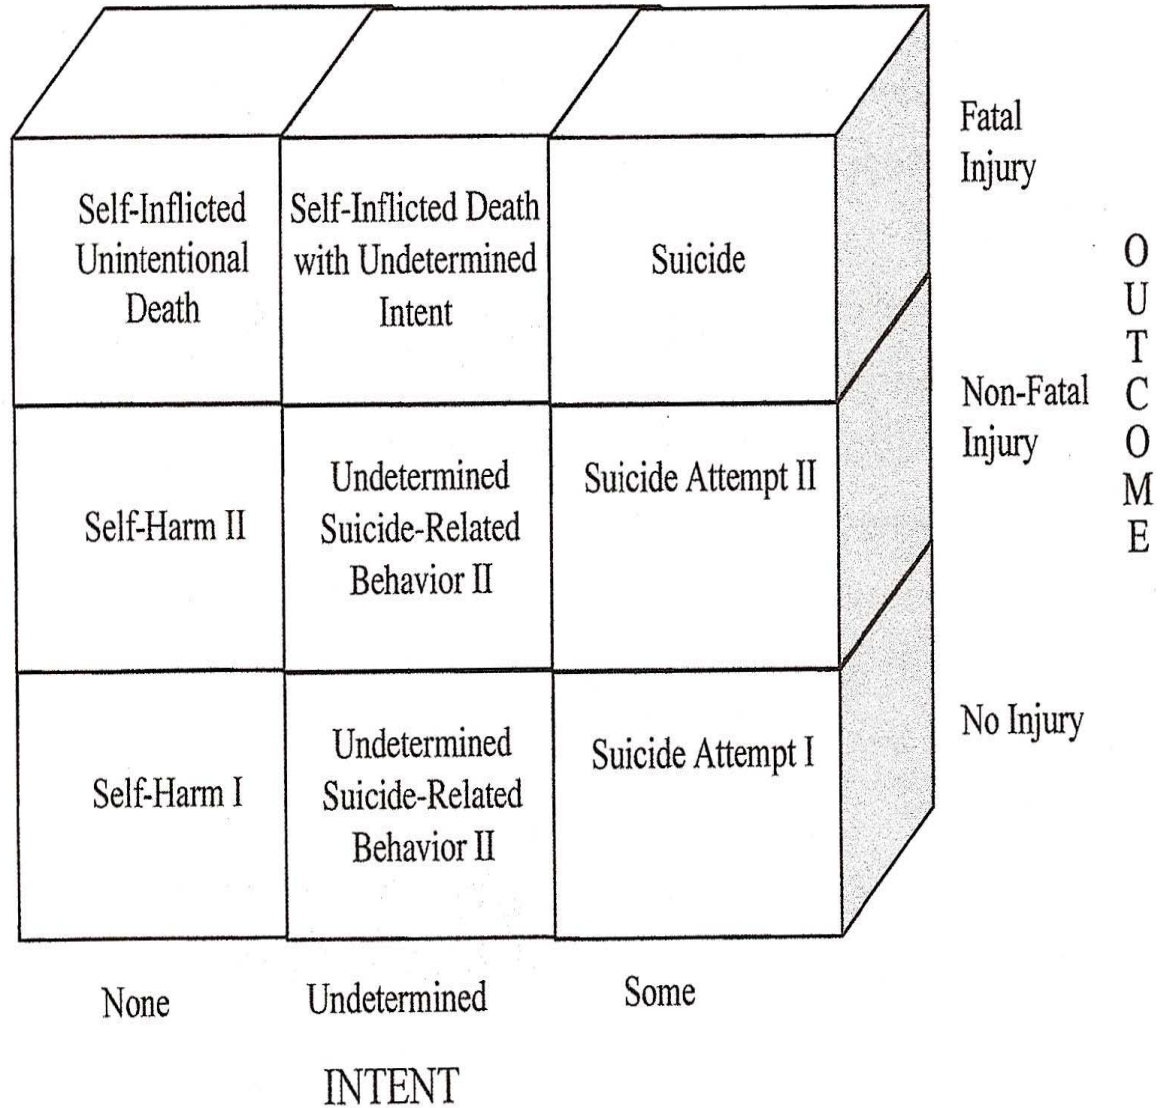 Fatal
Injury
Self-Inflicted
Unintentional
Death
Self-Inflicted Death
with Undetermined
Intent
Suicide
OUTCOME
Non-Fatal
Injury
Self-Harm II
Undetermined
Suicide-Related
Behavior II
Suicide Attempt II
Self-Harm I
Undetermined
Suicide-Related
Behavior II
Suicide Attempt I
No Injury
None
Undetermined
Some
INTENT